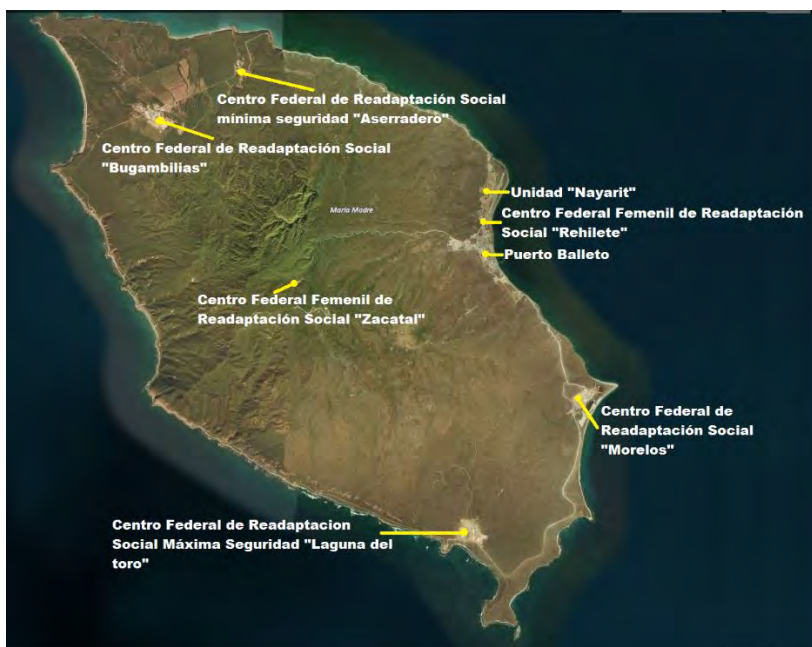 Centro Federal de Readaptación Social
mínima seguridad "Aserradero"
Centro Federal de Readaptación Social
"Bugambilias"
Unidad "Nayarit"
María Madre
Centro Federal Femenil de Readaptación
Social "Rehilete"
Puerto Balleto
Centro Federal Femenil de
Readaptación Social "Zacatal"
Centro Federal de
Readaptación Social
"Morelos"
Centro Federal de Readaptacion
Social Máxima Seguridad "Laguna del
toro"